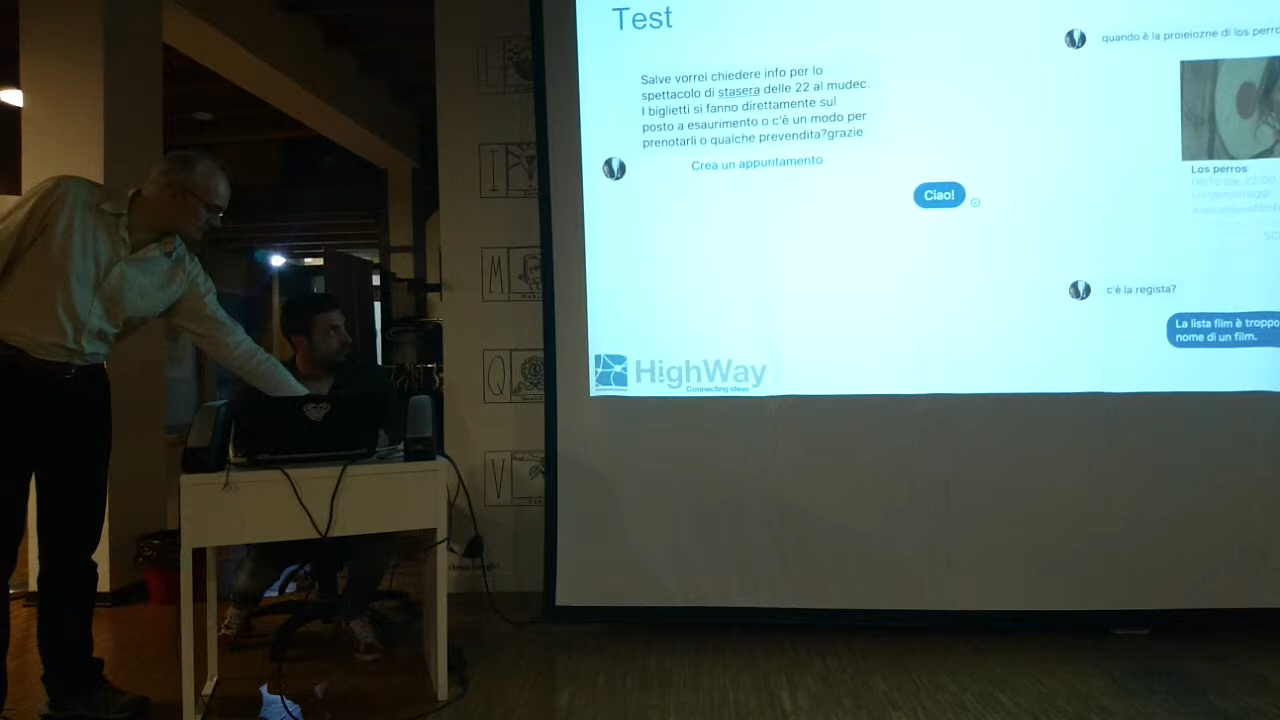 Test
Salve vorrei chiedere info per lo
spettacolo di stasera delle 22 al mudec.
I biglietti si fanno direttamente sul
posto a esaurimento o c'è un modo per
prenotarli o qualche prevendita?grazie
Crea un appuntamento
Ciao!
quando è la proieiozne di los perro
Los perros
c'è la regista?
La lista film è troppo
nome di un film.
HighWay
Connecting ideas
I
M
Q
V